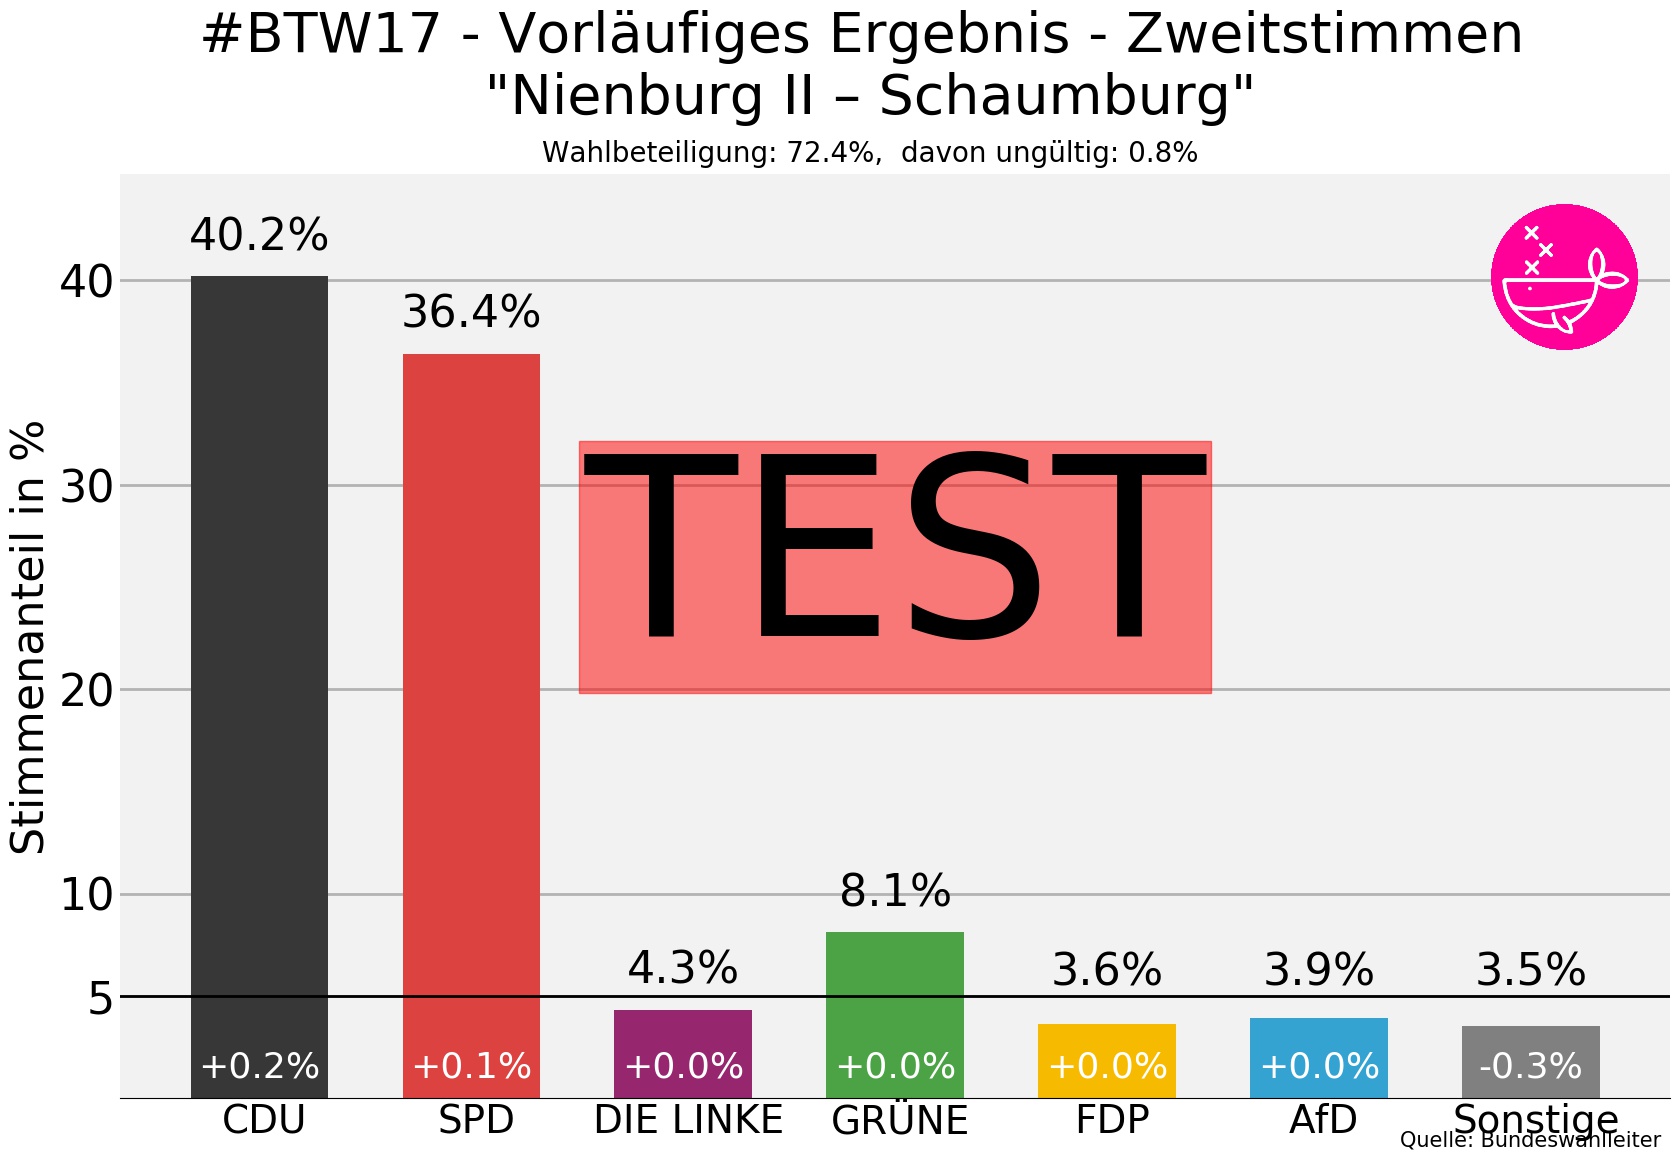 #BTW17 - Vorläufiges Ergebnis - Zweitstimmen
"Nienburg II – Schaumburg"
Wahlbeteiligung: 72.4%,  davon ungültig: 0.8%
Stimmenanteil in %
40
30
20
10
5
40.2%
36.4%
4.3%
8.1%
3.6%
3.9%
3.5%
TEST
+0.2%
+0.1%
+0.0%
+0.0%
+0.0%
+0.0%
-0.3%
CDU
SPD
DIE LINKE
GRÜNE
FDP
AfD
Sonstige
Quelle: Bundeswahlleiter